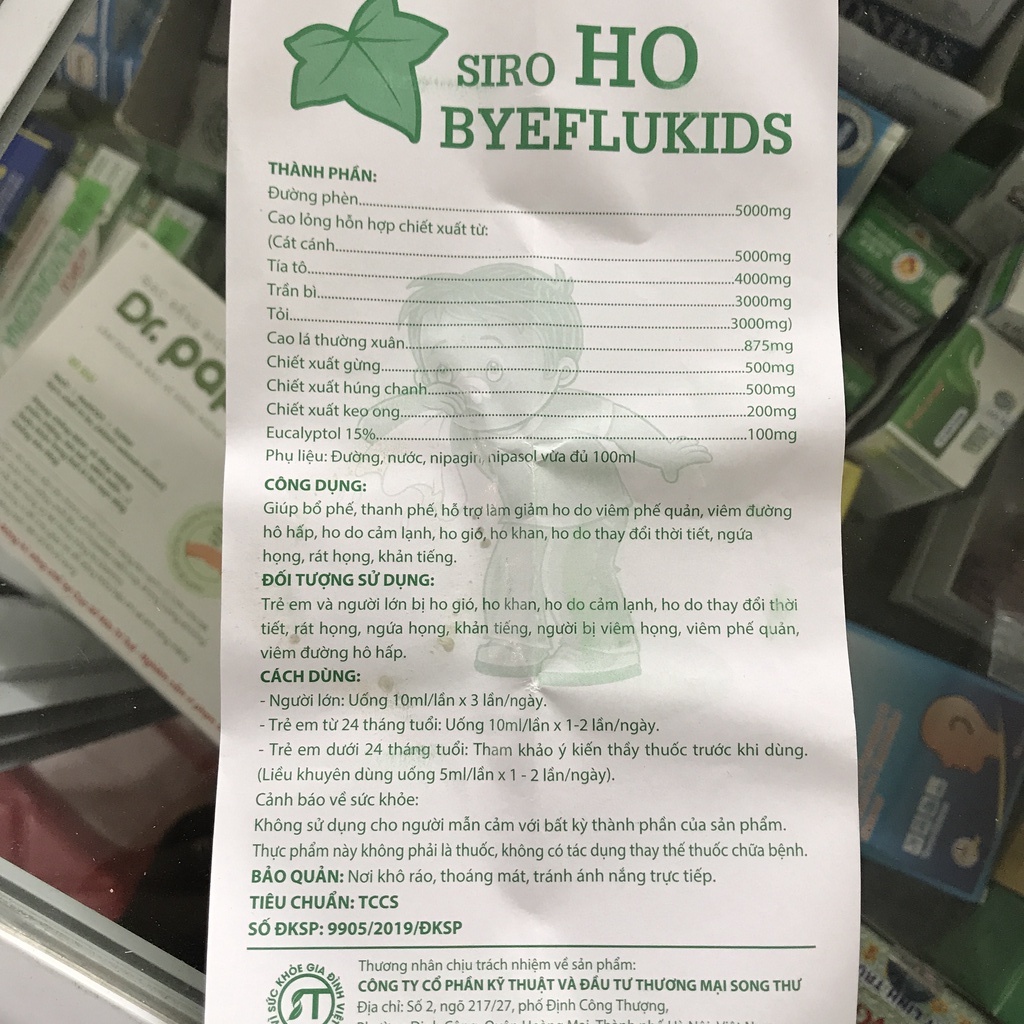 SIRO HO
BYEFLUKIDS
THÀNH PHẦN:
Đường phèn..........5000mg
Cao lỏng hỗn hợp chiết xuất từ:
(Cát cánh..........5000mg
Tía tô..........4000mg
Trần bì..........3000mg
Tỏi..........3000mg)
Cao lá thường xuân..........875mg
Chiết xuất gừng..........500mg
Chiết xuất húng chanh..........500mg
Chiết xuất keo ong..........200mg
Eucalyptol 15%..........100mg
Phụ liệu: Đường, nước, nipagin, nipasol vừa đủ 100ml
CÔNG DỤNG:
Giúp bổ phế, thanh phế, hỗ trợ làm giảm ho do viêm phế quản, viêm đường
hô hấp, ho do cảm lạnh, ho gió, ho khan, ho do thay đổi thời tiết, ngứa
họng, rát họng, khản tiếng.
ĐỐI TƯỢNG SỬ DỤNG:
Trẻ em và người lớn bị ho gió, ho khan, ho do cảm lạnh, ho do thay đổi thời
tiết, rát họng, ngứa họng, khản tiếng, người bị viêm họng, viêm phế quản,
viêm đường hô hấp.
CÁCH DÙNG:
- Người lớn: Uống 10ml/lần x 3 lần/ngày.
- Trẻ em từ 24 tháng tuổi: Uống 10ml/lần x 1-2 lần/ngày.
- Trẻ em dưới 24 tháng tuổi: Tham khảo ý kiến thầy thuốc trước khi dùng.
(Liều khuyên dùng uống 5ml/lần x 1 - 2 lần/ngày).
Cảnh báo về sức khỏe:
Không sử dụng cho người mẫn cảm với bất kỳ thành phần của sản phẩm.
Thực phẩm này không phải là thuốc, không có tác dụng thay thế thuốc chữa bệnh.
BẢO QUẢN: Nơi khô ráo, thoáng mát, tránh ánh nắng trực tiếp.
TIÊU CHUẨN: TCCS
SỐ ĐKSP: 9905/2019/ĐKSP
SỨC KHỎE GIA ĐÌNH VIỆT
ST
Thương nhân chịu trách nhiệm về sản phẩm:
CÔNG TY CỔ PHẦN KỸ THUẬT VÀ ĐẦU TƯ THƯƠNG MẠI SONG THƯ
Địa chỉ: Số 2, ngõ 217/27, phố Định Công Thượng,
Dr.